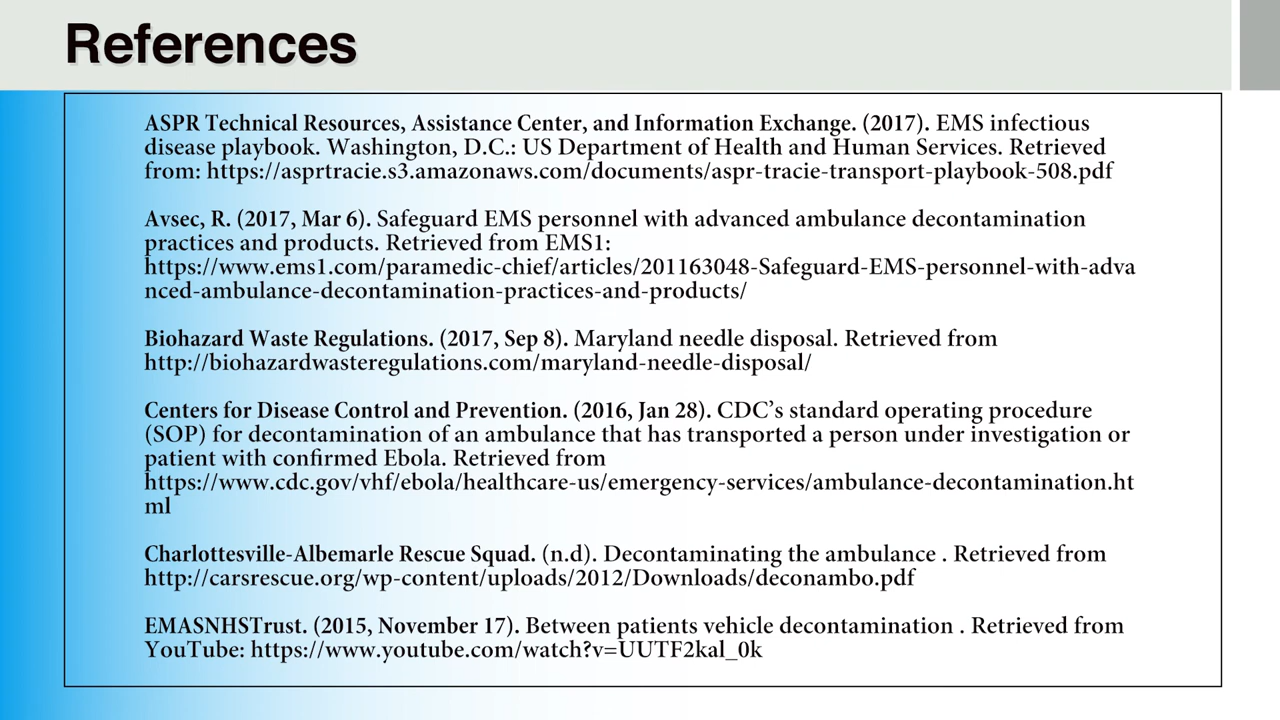 References
ASPR Technical Resources, Assistance Center, and Information Exchange. (2017). EMS infectious
disease playbook. Washington, D.C.: US Department of Health and Human Services. Retrieved
from: https://asprtracie.s3.amazonaws.com/documents/aspr-tracie-transport-playbook-508.pdf
Avsec, R. (2017, Mar 6). Safeguard EMS personnel with advanced ambulance decontamination
practices and products. Retrieved from EMS1:
https://www.ems1.com/paramedic-chief/articles/201163048-Safeguard-EMS-personnel-with-adva
nced-ambulance-decontamination-practices-and-products/
Biohazard Waste Regulations. (2017, Sep 8). Maryland needle disposal. Retrieved from
http://biohazardwasteregulations.com/maryland-needle-disposal/
Centers for Disease Control and Prevention. (2016, Jan 28). CDC’s standard operating procedure
(SOP) for decontamination of an ambulance that has transported a person under investigation or
patient with confirmed Ebola. Retrieved from
https://www.cdc.gov/vhf/ebola/healthcare-us/emergency-services/ambulance-decontamination.ht
ml
Charlottesville-Albemarle Rescue Squad. (n.d). Decontaminating the ambulance . Retrieved from
http://carsrescue.org/wp-content/uploads/2012/Downloads/deconambo.pdf
EMASNHSTrust. (2015, November 17). Between patients vehicle decontamination . Retrieved from
YouTube: https://www.youtube.com/watch?v=UUTF2kal_0k